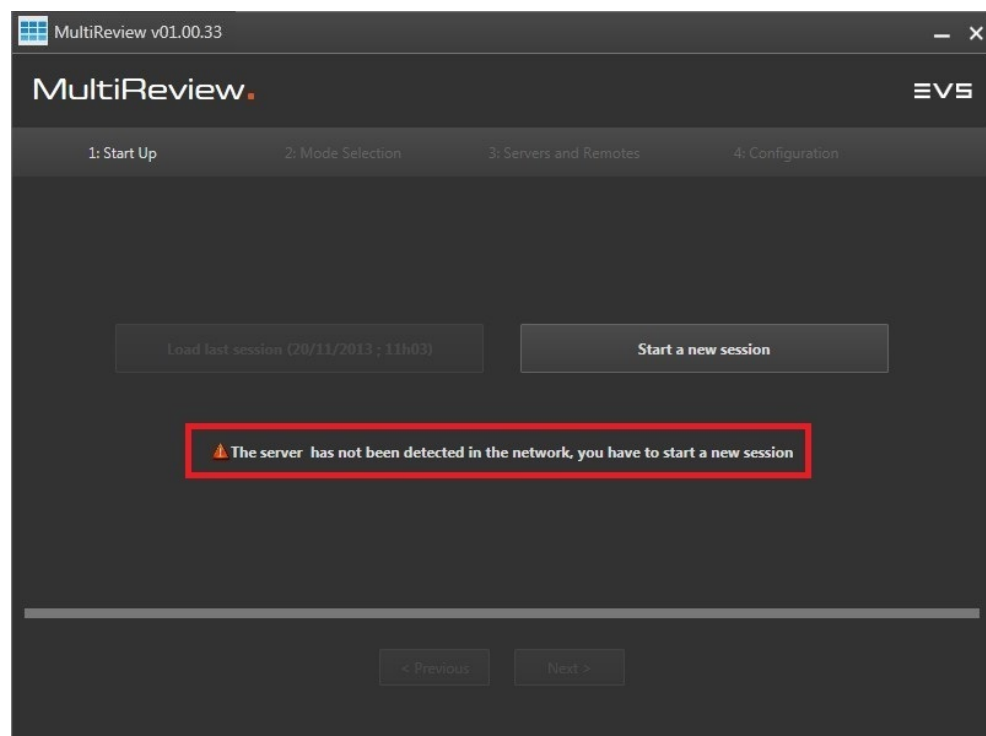 MultiReview v01.00.33
MultiReview.
EVS
1: Start Up 2: Mode Selection 3: Servers and Remotes 4: Configuration
Load last session (20/11/2013 ; 11h03) Start a new session
The server  has not been detected in the network, you have to start a new session
< Previous Next >